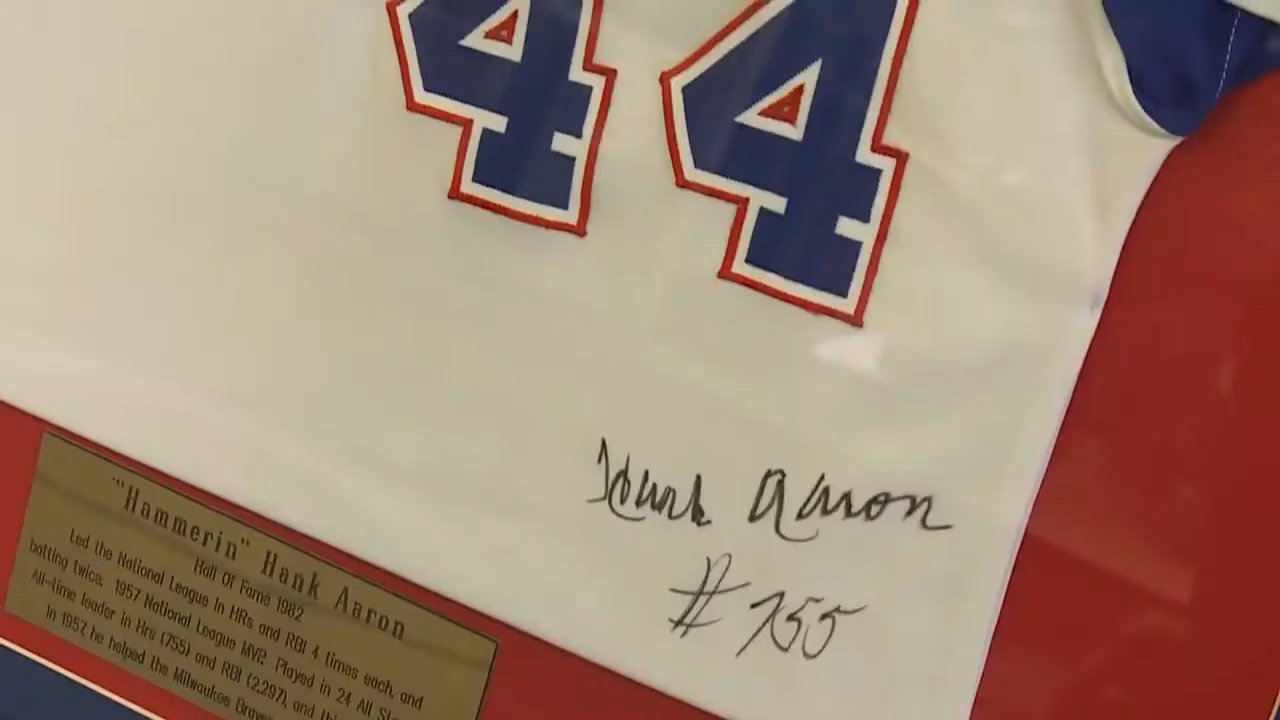 44
Hank Aaron
# 755
"Hammerin" Hank Aaron
Hall Of Fame 1982
Led the National League in HRs and RBI 4 times each, and
batting twice. 1957 National League MVP. Played in 24 All
All-time leader in Hrs (755) and RBI (2,297), and
In 1957, he helped the Milwaukee